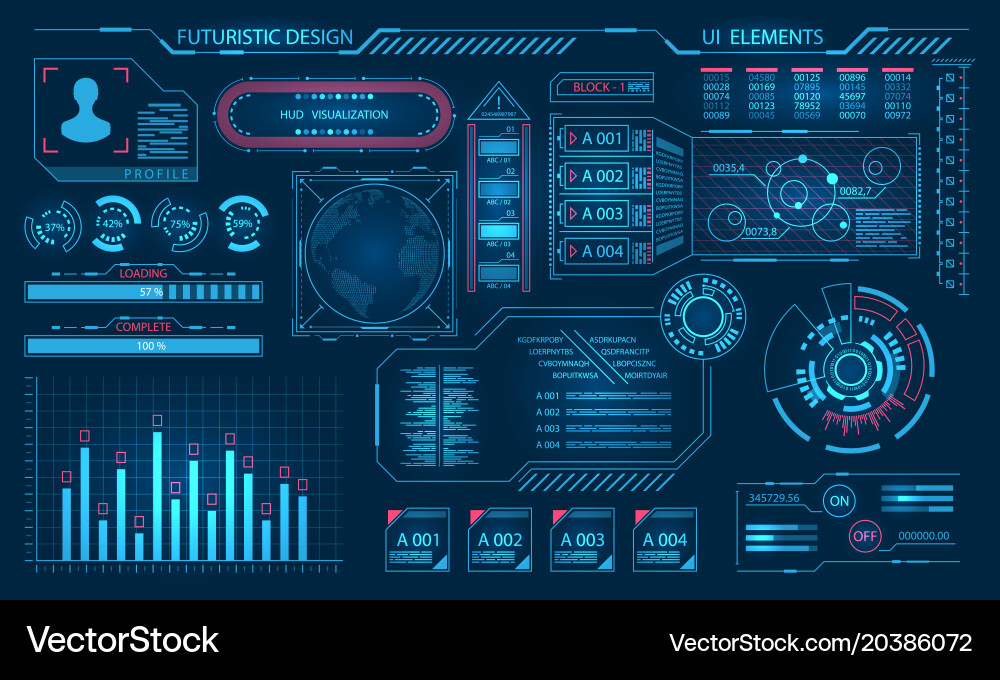 FUTURISTIC DESIGN
UI ELEMENTS
PROFILE
HUD VISUALIZATION
37%
42%
75%
59%
LOADING
57 %
COMPLETE
100 %
!
01
ABC / 01
02
ABC / 02
03
ABC / 03
04
ABC / 04
BLOCK - 1
A 001
A 002
A 003
A 004
00015 04580 00125 00896 00014
00028 00169 07895 00145 00332
00074 00085 00120 45697 07074
00112 00123 78952 03694 00110
00089 00045 00569 00070 00972
0035,4
0082,7
0073,8
KGDFKRPOBY ASDRKUPACN
LOERPNYTBS QSDFRANCITP
CVBOYMNAQH LBOPCISZNC
BOPUITKWSA MOIRTDYAIR
A 001
A 002
A 003
A 004
A 001
A 002
A 003
A 004
345729.56
ON
OFF
000000.00
VectorStock
VectorStock.com/20386072